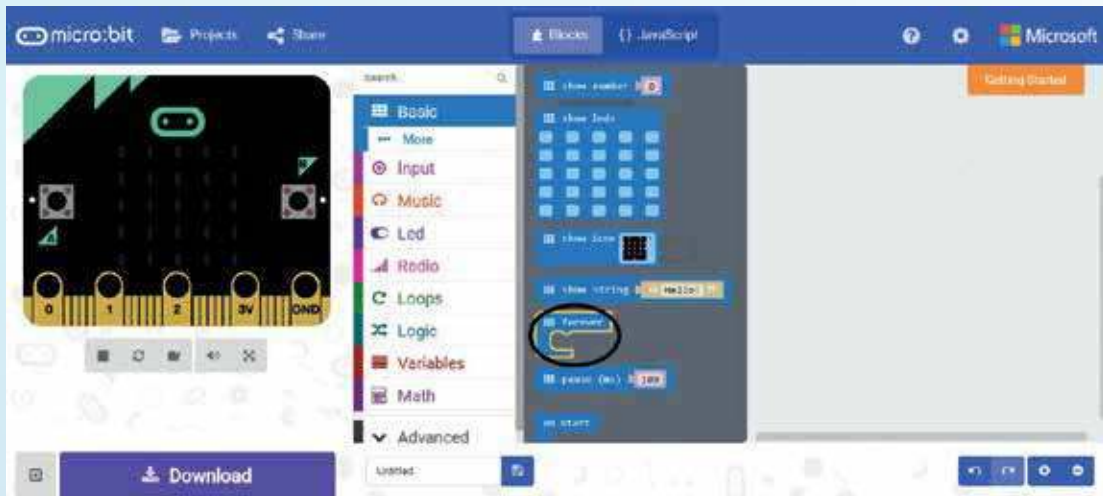 micro:bit Projects Share Blocks {} JavaScript Microsoft
Getting Started
Search...
Basic
More
Input
Music
Led
Radio
Loops
Logic
Variables
Math
Advanced
show number 0
show leds
show icon
show string "Hello!"
forever
pause (ms) 100
on start
B
A
0 1 2 3V GND
Download
Untitled